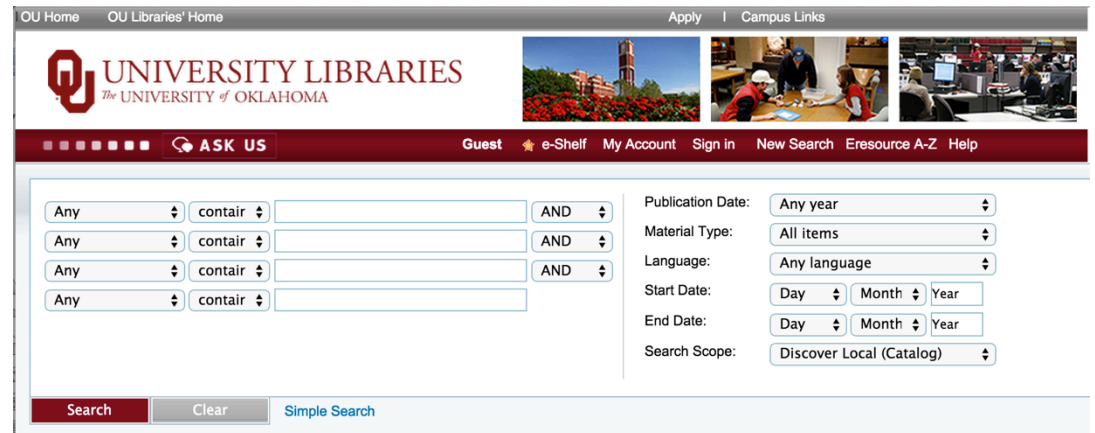 OU Home OU Libraries' Home Apply | Campus Links
UNIVERSITY LIBRARIES
The UNIVERSITY of OKLAHOMA
ASK US Guest e-Shelf My Account Sign in New Search Eresource A-Z Help
Any contair AND
Any contair AND
Any contair AND
Any contair
Publication Date: Any year
Material Type: All items
Language: Any language
Start Date: Day Month Year
End Date: Day Month Year
Search Scope: Discover Local (Catalog)
Search Clear Simple Search